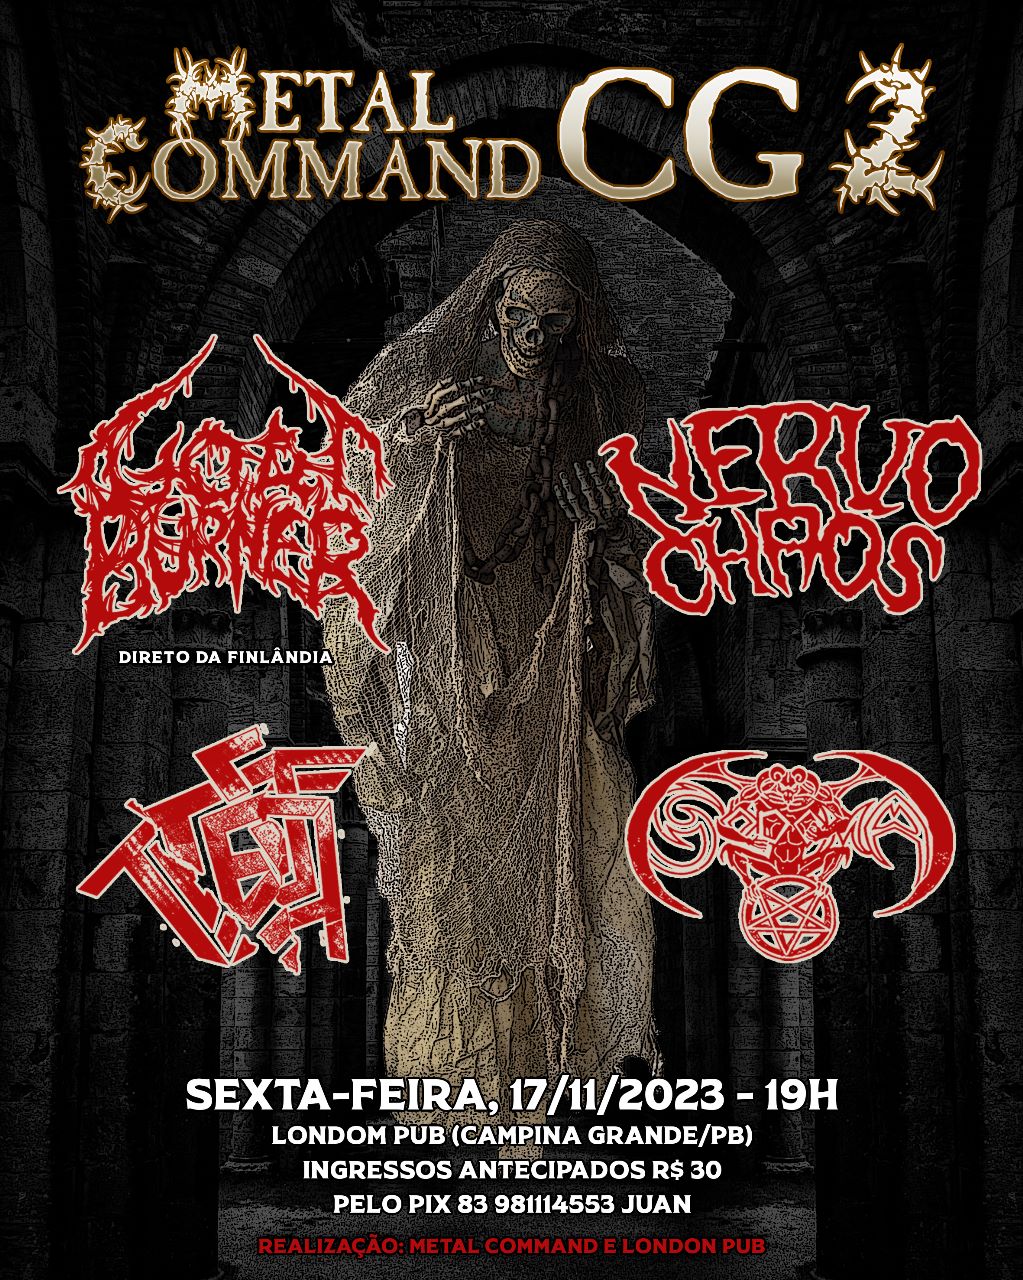 METAL
COMMAND CG 2
GOAT
BURNER
DIRETO DA FINLÂNDIA
NERVO
CHAOS
SEXTA-FEIRA, 17/11/2023 - 19H
LONDOM PUB (CAMPINA GRANDE/PB)
INGRESSOS ANTECIPADOS R$ 30
PELO PIX 83 981114553 JUAN
REALIZAÇÃO: METAL COMMAND E LONDON PUB